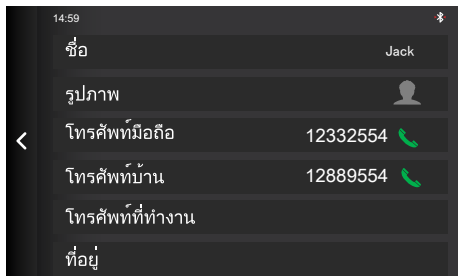 14:59
ชื่อ Jack
รูปภาพ
โทรศัพท์มือถือ 12332554
โทรศัพท์บ้าน 12889554
โทรศัพท์ที่ทำงาน
ที่อยู่